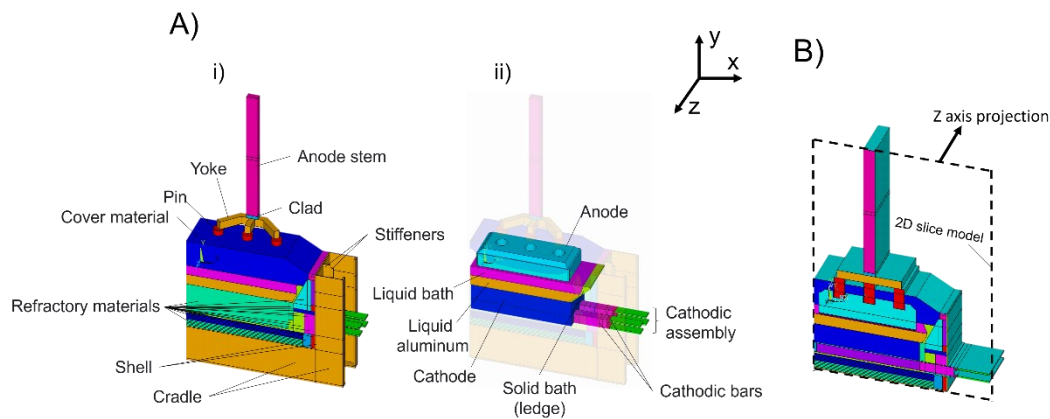 A)
i)
Anode stem
Yoke
Pin
Clad
Cover material
Stiffeners
Refractory materials
Shell
Cradle
ii)
Anode
Liquid bath
Liquid
aluminum
Cathode
Solid bath
(ledge)
Cathodic
assembly
Cathodic bars
y
x
z
B)
Z axis projection
2D slice model
Y